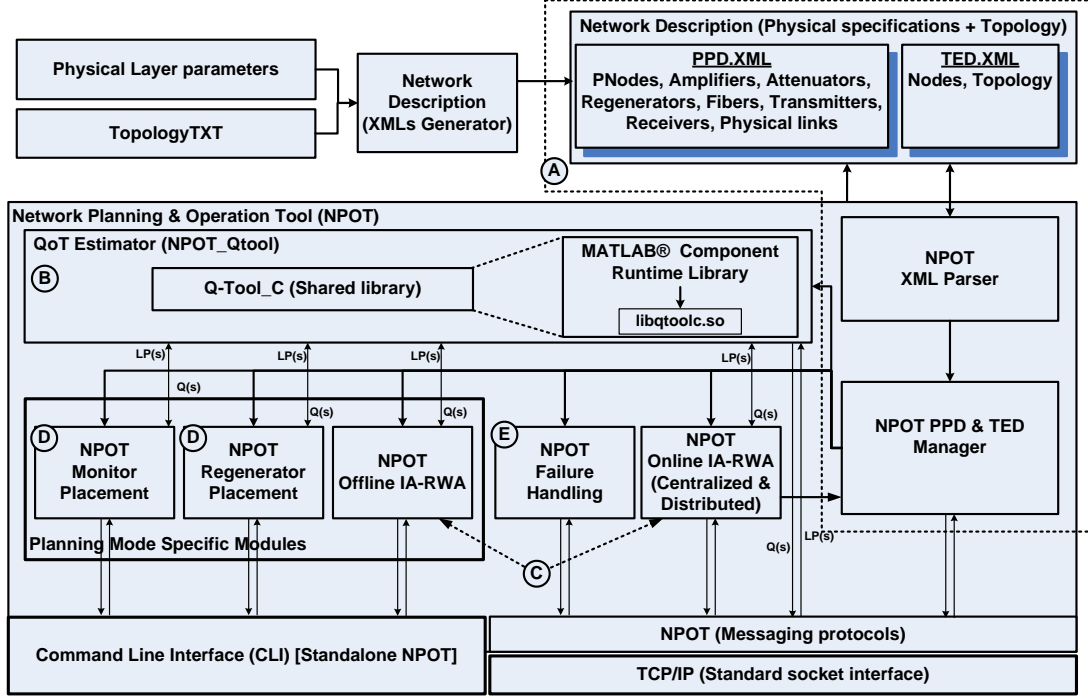 Network Description (Physical specifications + Topology)
Physical Layer parameters
TopologyTXT
Network
Description
(XMLs Generator)
PPD.XML
PNodes, Amplifiers, Attenuators,
Regenerators, Fibers, Transmitters,
Receivers, Physical links
TED.XML
Nodes, Topology
A
Network Planning & Operation Tool (NPOT)
QoT Estimator (NPOT_Qtool)
B
Q-Tool_C (Shared library)
MATLAB® Component
Runtime Library
libqtoolc.so
NPOT
XML Parser
LP(s)
LP(s)
LP(s)
LP(s)
Q(s)
Q(s)
Q(s)
Q(s)
D
NPOT
Monitor
Placement
D
NPOT
Regenerator
Placement
NPOT
Offline IA-RWA
E
NPOT
Failure
Handling
NPOT
Online IA-RWA
(Centralized &
Distributed)
NPOT PPD & TED
Manager
Planning Mode Specific Modules
C
Q(s)
LP(s)
Command Line Interface (CLI) [Standalone NPOT]
NPOT (Messaging protocols)
TCP/IP (Standard socket interface)